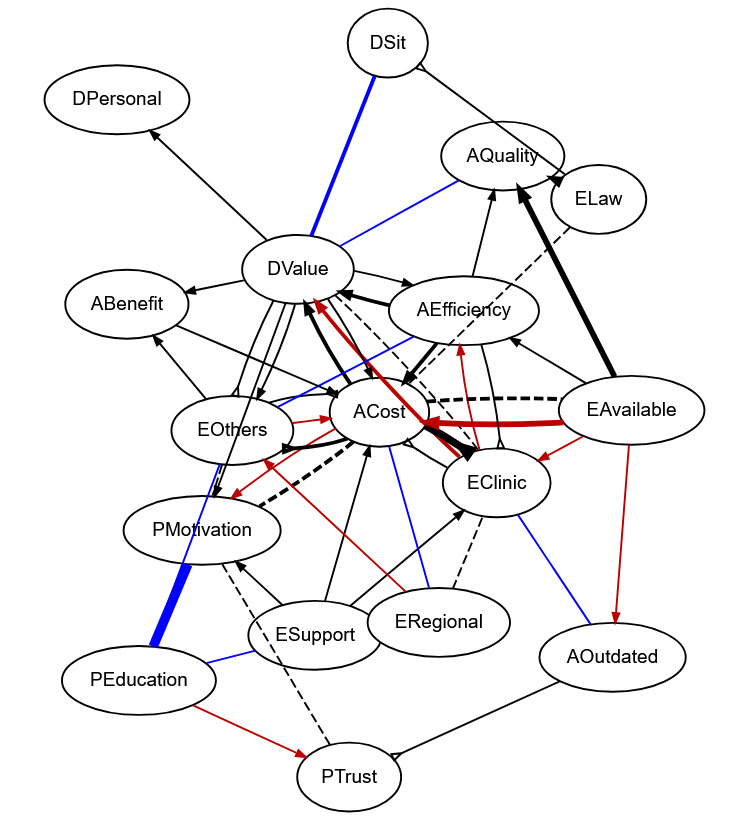 DSit
DPersonal
AQuality
ELaw
DValue
ABenefit
AEfficiency
EAvailable
ACost
EOthers
EClinic
PMotivation
ERegional
ESupport
AOutdated
PEducation
PTrust